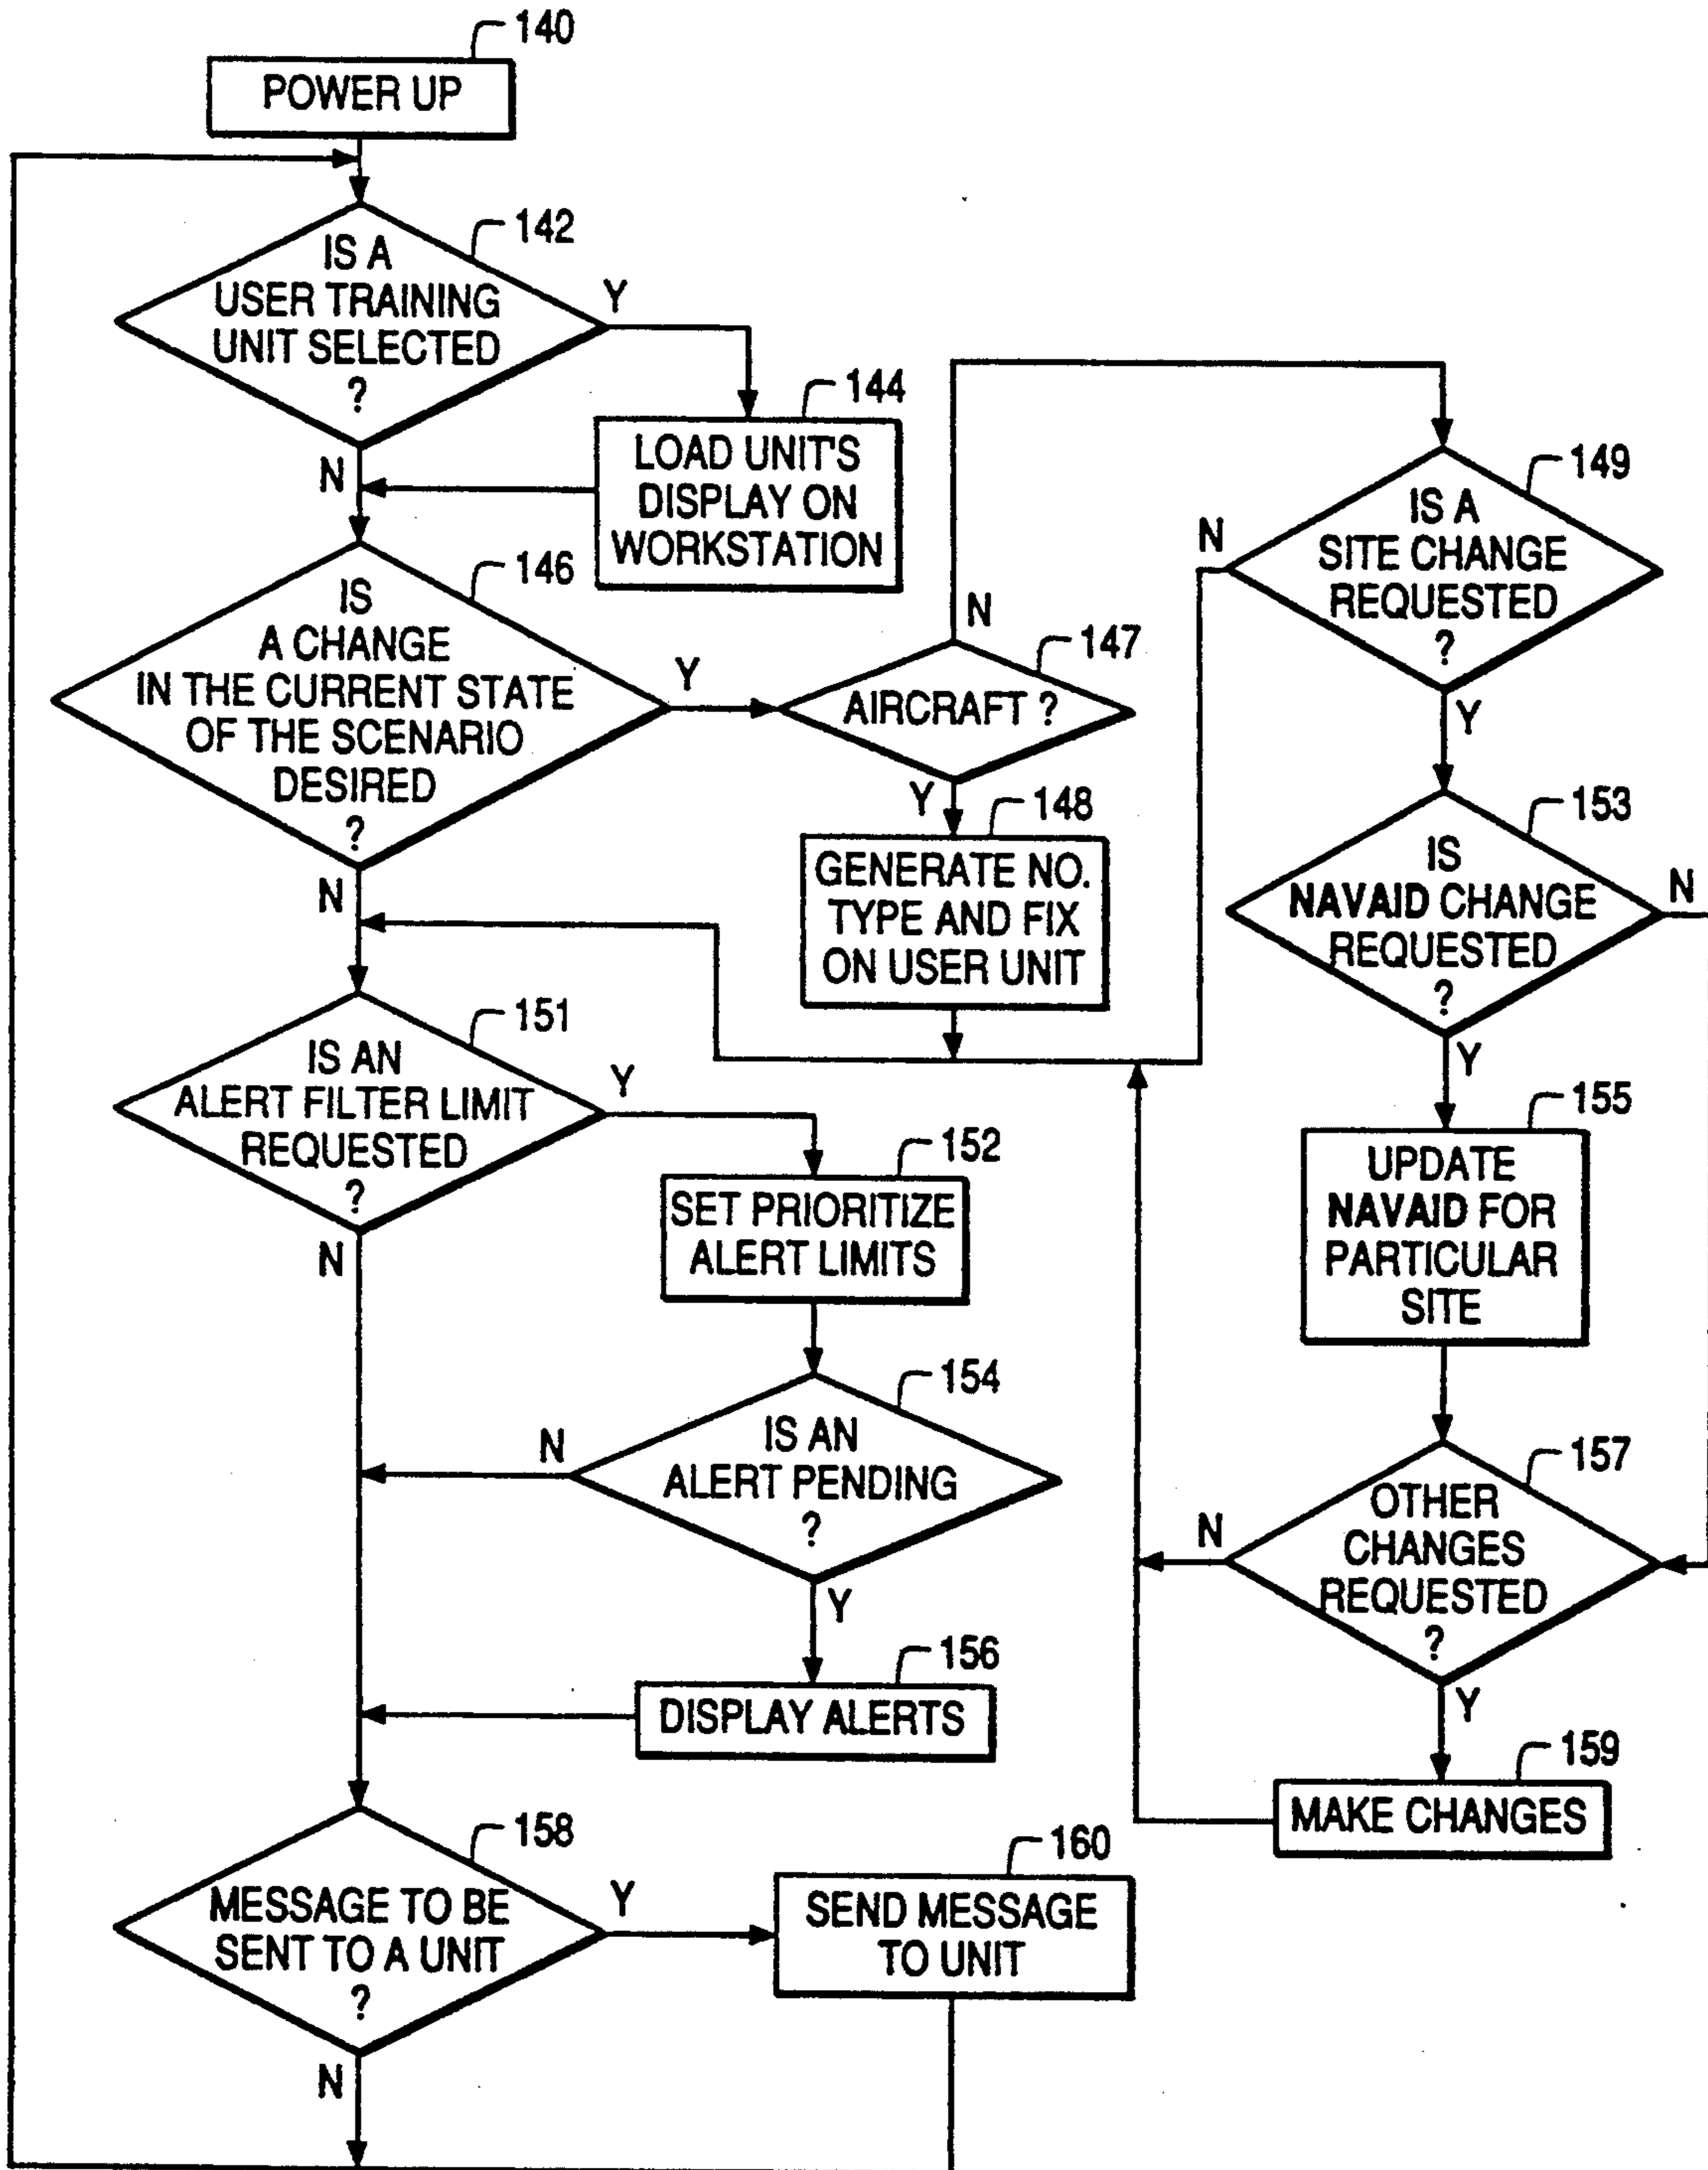 140
POWER UP
142
IS A
USER TRAINING
UNIT SELECTED
?
Y
N
144
LOAD UNIT'S
DISPLAY ON
WORKSTATION
146
IS
A CHANGE
IN THE CURRENT STATE
OF THE SCENARIO
DESIRED
?
Y
N
147
AIRCRAFT ?
N
Y
148
GENERATE NO.
TYPE AND FIX
ON USER UNIT
149
IS A
SITE CHANGE
REQUESTED
?
N
Y
153
IS
NAVAID CHANGE
REQUESTED
?
N
Y
155
UPDATE
NAVAID FOR
PARTICULAR
SITE
157
OTHER
CHANGES
REQUESTED
?
N
Y
159
MAKE CHANGES
151
IS AN
ALERT FILTER LIMIT
REQUESTED
?
Y
N
152
SET PRIORITIZE
ALERT LIMITS
154
IS AN
ALERT PENDING
?
N
Y
156
DISPLAY ALERTS
158
MESSAGE TO BE
SENT TO A UNIT
?
Y
N
160
SEND MESSAGE
TO UNIT